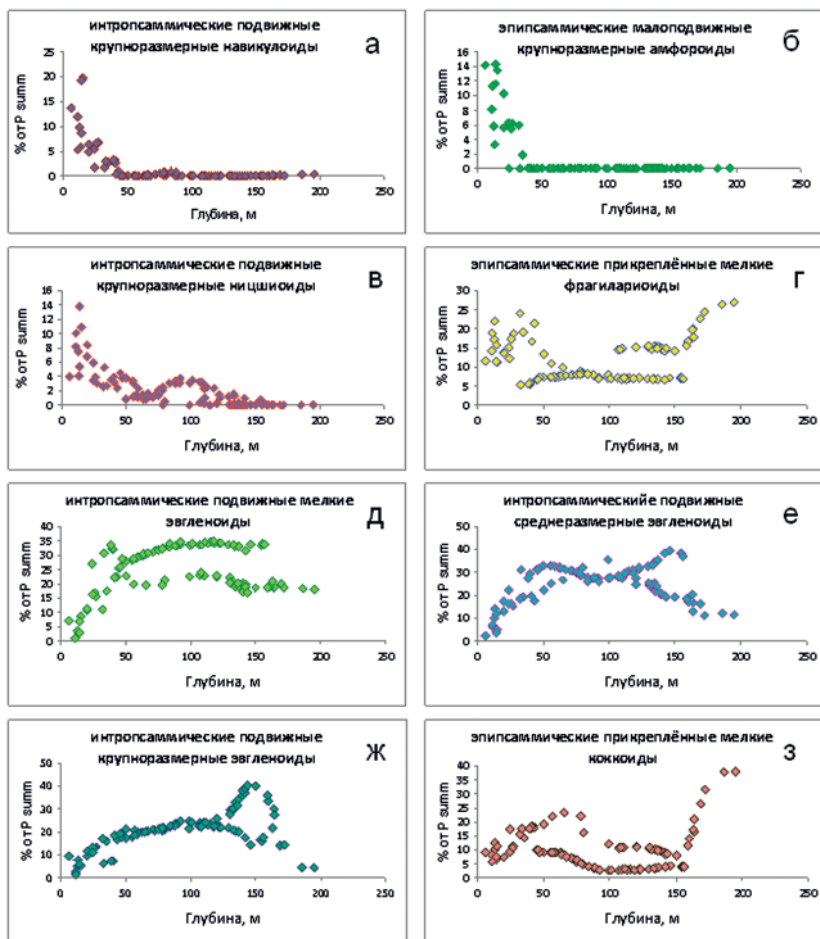 интропсаммические подвижные
крупноразмерные навикулоиды
а
% от P summ
25
20
15
10
5
0
0 50 100 150 200 250
Глубина, м
эпипсаммические малоподвижные
крупноразмерные амфороиды
б
% от P summ
16
14
12
10
8
6
4
2
0
0 50 100 150 200 250
Глубина, м
интропсаммические подвижные
крупноразмерные ницшиоиды
в
% от P summ
16
14
12
10
8
6
4
2
0
0 50 100 150 200 250
Глубина, м
эпипсаммические прикреплённые мелкие
фрагилариоиды
г
% от P summ
30
25
20
15
10
5
0
0 50 100 150 200 250
Глубина, м
интропсаммические подвижные мелкие
эвгленоиды
д
% от P summ
40
35
30
25
20
15
10
5
0
0 50 100 150 200 250
Глубина, м
интропсаммическийе подвижные
среднеразмерные эвгленоиды
е
% от P summ
50
40
30
20
10
0
0 50 100 150 200 250
Глубина, м
интропсаммические подвижные
крупноразмерные эвгленоиды
ж
% от P summ
50
40
30
20
10
0
0 50 100 150 200 250
Глубина, м
эпипсаммические прикреплённые мелкие
коккоиды
з
% от P summ
40
35
30
25
20
15
10
5
0
0 50 100 150 200 250
Глубина, м